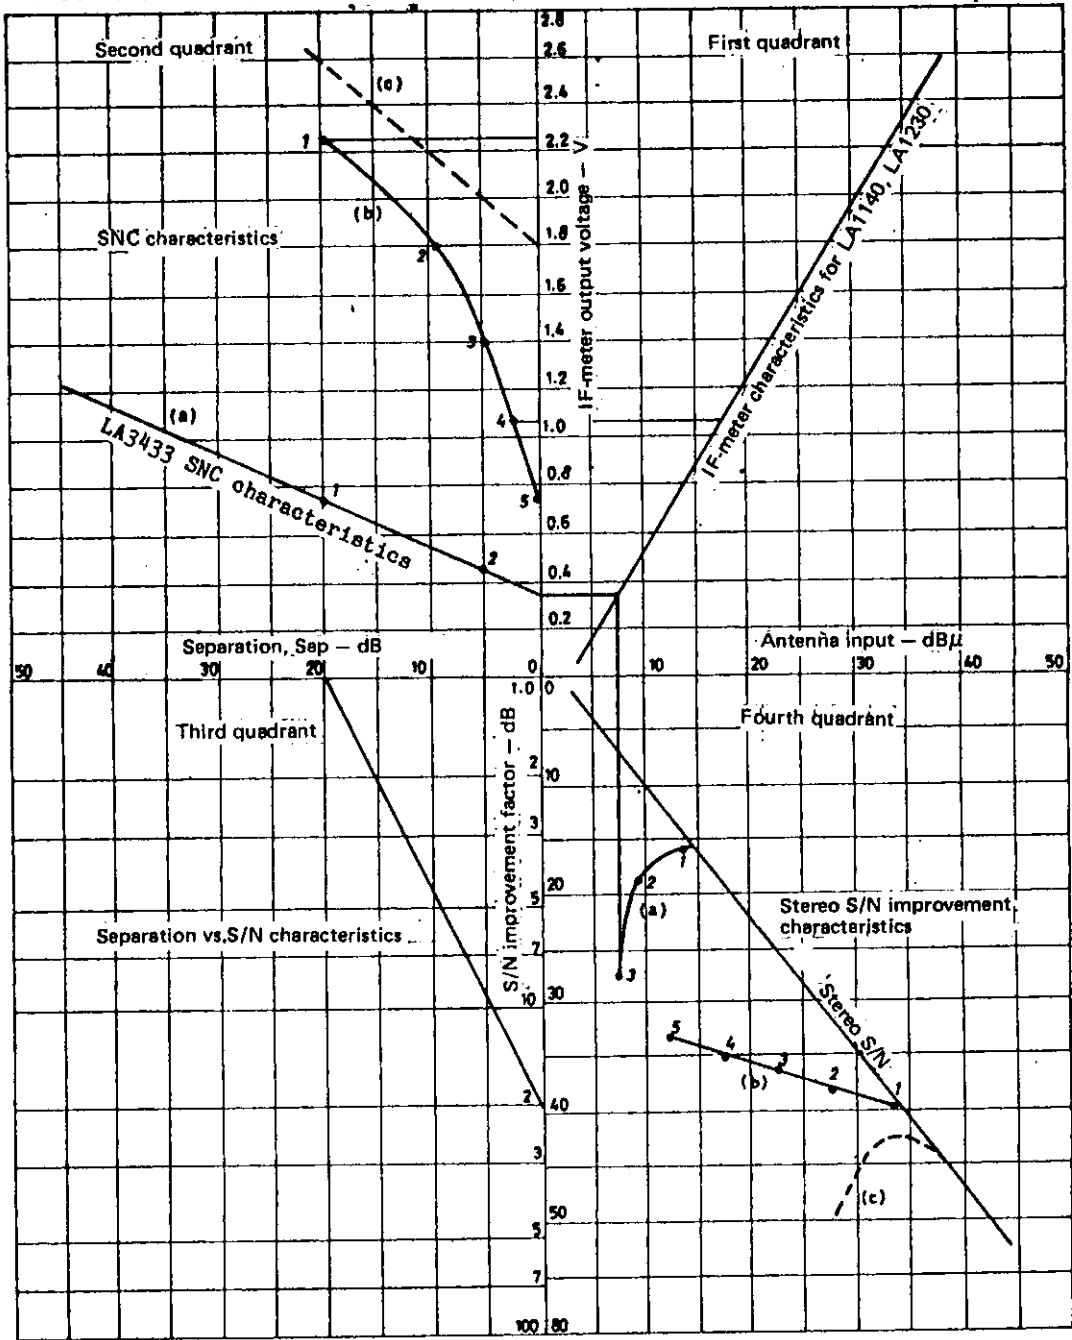 Second quadrant
First quadrant
2.8
2.6
2.4
2.2
2.0
1.8
1.6
1.4
1.2
1.0
0.8
0.6
0.4
0.2
IF-meter output voltage — V
(c)
1
(b)
2
3
4
5
SNC characteristics
(a)
LA3433 SNC characteristics
1
2
IF-meter characteristics for LA1140, LA1230
Separation, Sap — dB
Antenna input — dBμ
50
40
30
20
10
0
10
20
30
40
50
1.0 0
Third quadrant
Fourth quadrant
S/N improvement factor — dB
2 10
3
5 20
7
10 30
2 40
3
5 50
7
100 80
Separation vs. S/N characteristics
Stereo S/N improvement
characteristics
Stereo S/N
1
2
(a)
3
5
4
3
2
1
(b)
(c)